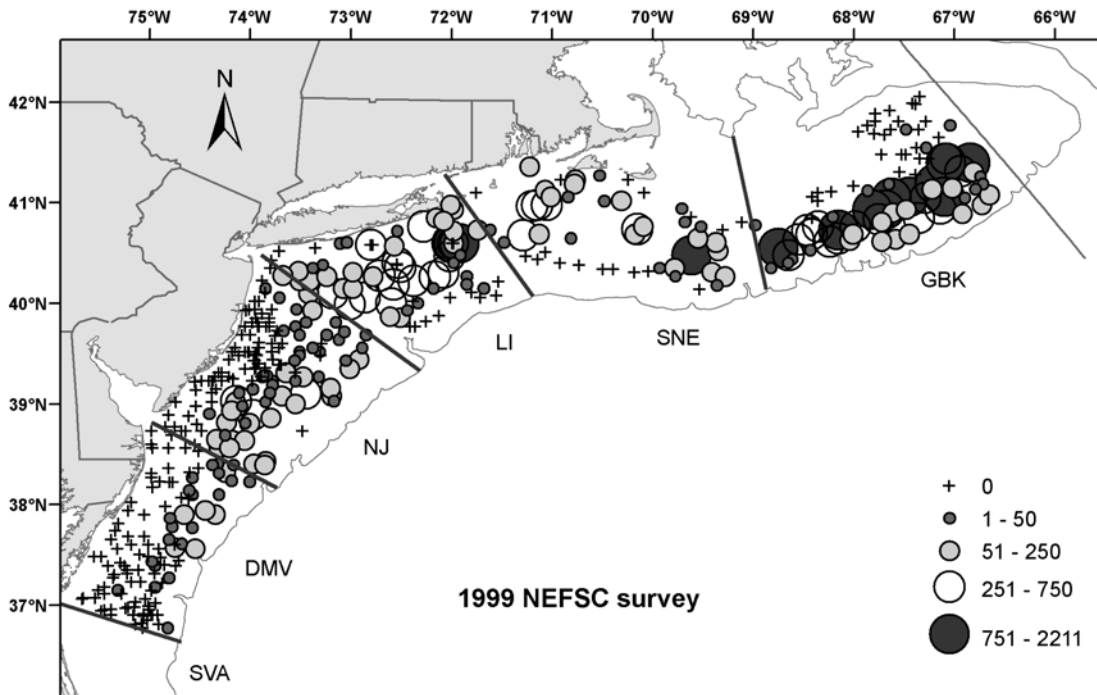 75°W 74°W 73°W 72°W 71°W 70°W 69°W 68°W 67°W 66°W
N
42°N
41°N
40°N
39°N
38°N
37°N
GBK
SNE
LI
NJ
DMV
SVA
1999 NEFSC survey
0
1 - 50
51 - 250
251 - 750
751 - 2211